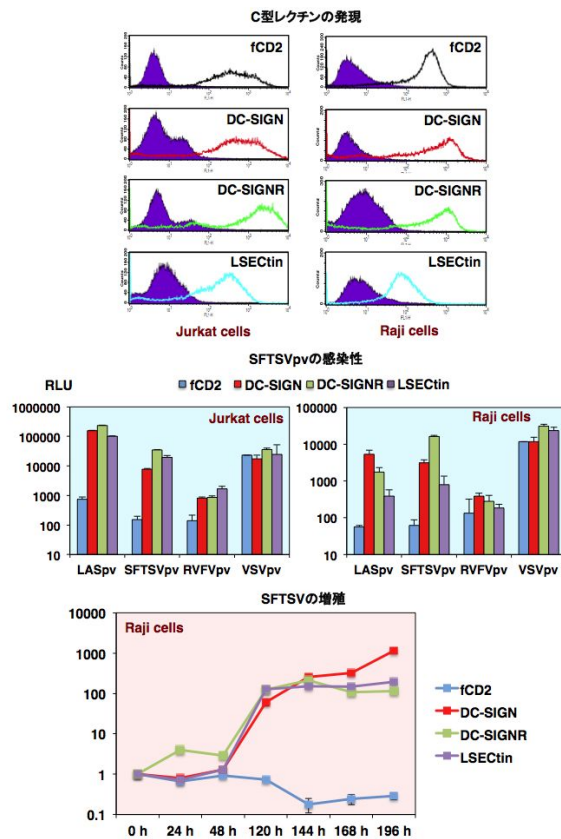 C型レクチンの発現
fCD2
fCD2
DC-SIGN
DC-SIGN
DC-SIGNR
DC-SIGNR
LSECtin
LSECtin
Jurkat cells
Raji cells
SFTSVpvの感染性
RLU
fCD2 DC-SIGN DC-SIGNR LSECtin
Jurkat cells
1000000
100000
10000
1000
100
10
LASpv SFTSVpv RVFVpv VSVpv
Raji cells
100000
10000
1000
100
10
LASpv SFTSVpv RVFVpv VSVpv
SFTSVの増殖
Raji cells
10000
1000
100
10
1
0.1
0 h 24 h 48 h 120 h 144 h 168 h 196 h
fCD2
DC-SIGN
DC-SIGNR
LSECtin